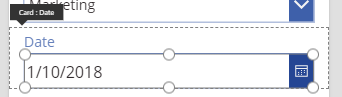 Marketing
Card : Date
Date
1/10/2018